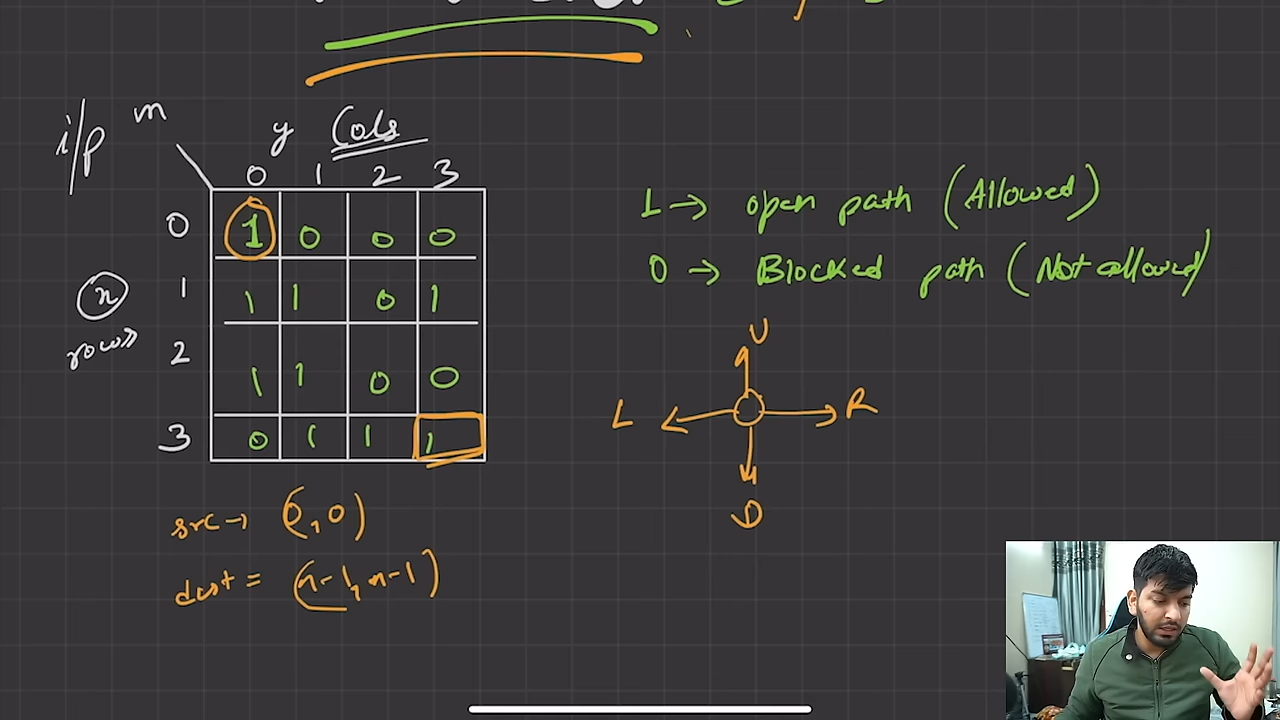 i/p m
y Cols
0 1 2 3
0 1 0 0 0
1 1 1 0 1
n
rows
2 1 1 0 0
3 0 1 1 1
src → (0,0)
dest = (n-1, n-1)
1 → open path (Allowed)
0 → Blocked path (Not allowed)
U
L R
D